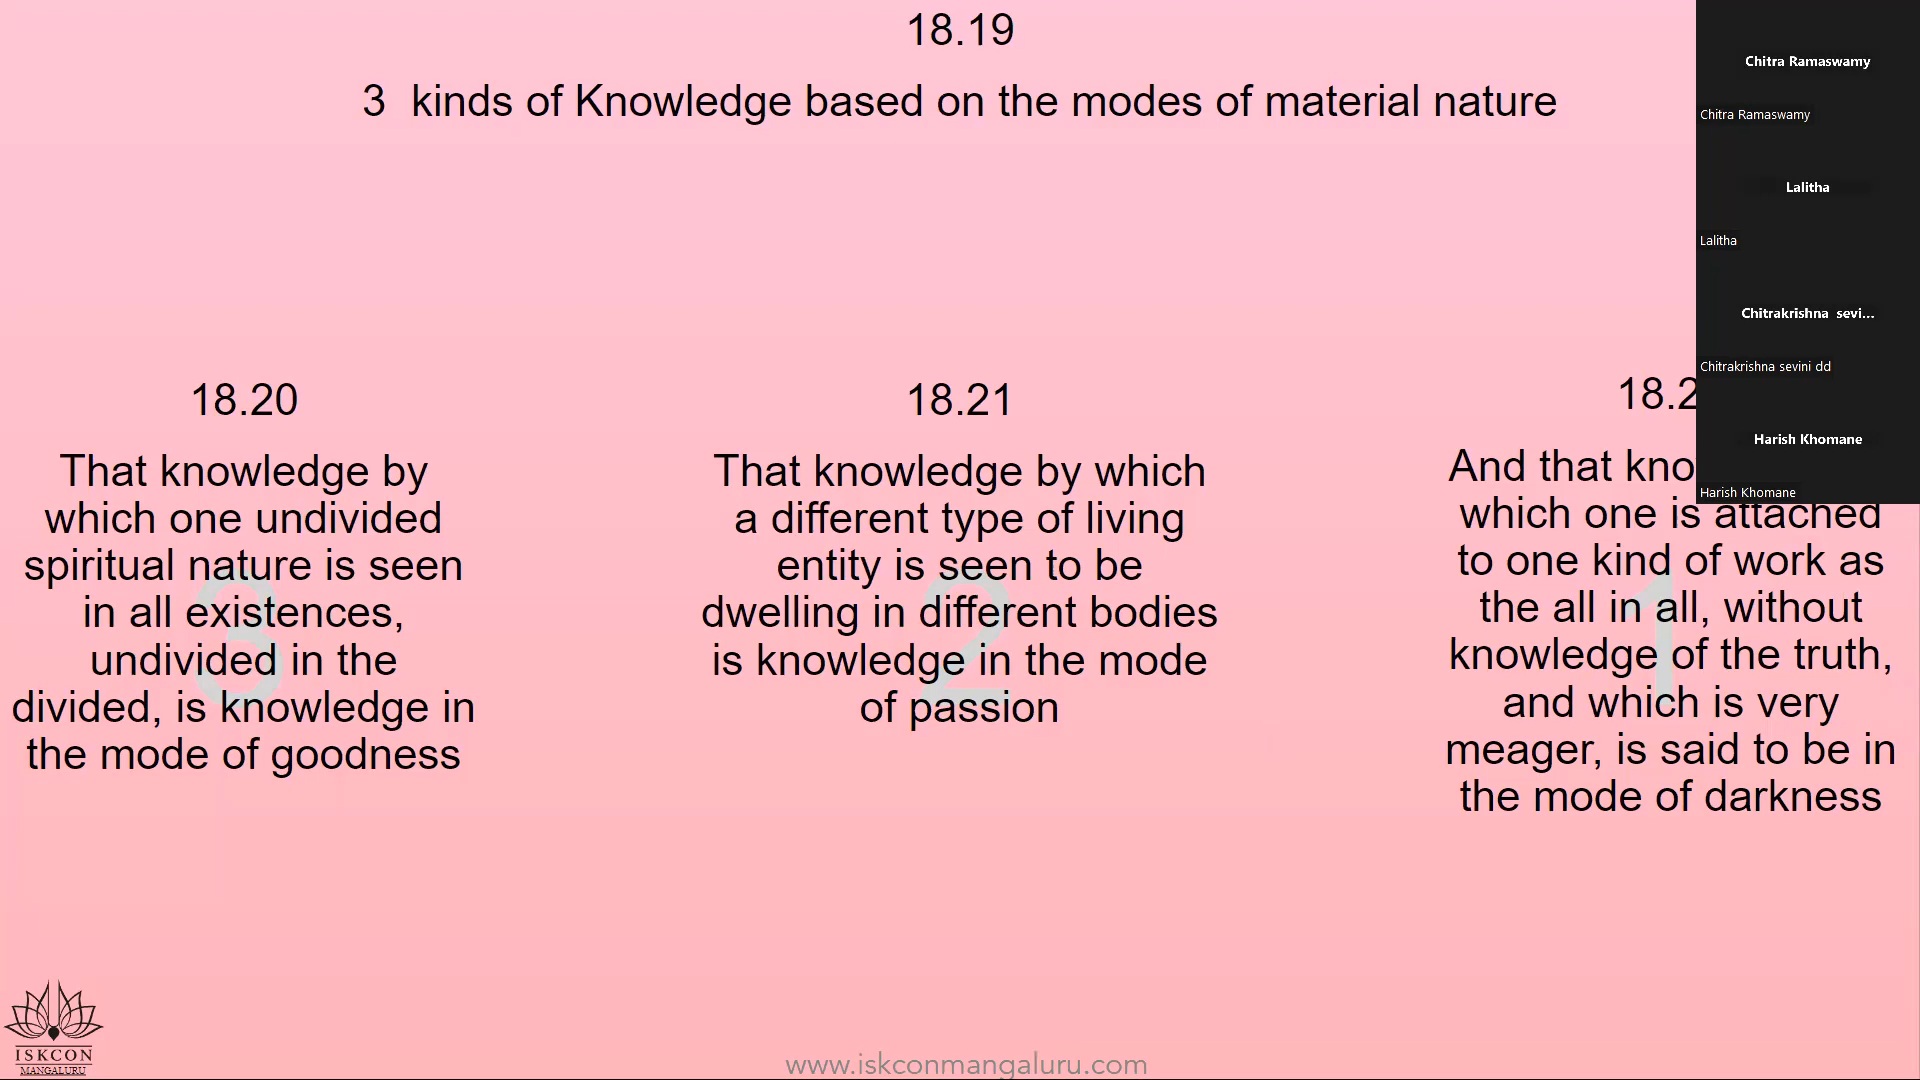 18.19
3 kinds of Knowledge based on the modes of material nature
18.20
That knowledge by
which one undivided
spiritual nature is seen
in all existences,
undivided in the
divided, is knowledge in
the mode of goodness
3
18.21
That knowledge by which
a different type of living
entity is seen to be
dwelling in different bodies
is knowledge in the mode
of passion
2
18.2
And that kno
which one is attached
to one kind of work as
the all in all, without
knowledge of the truth,
and which is very
meager, is said to be in
the mode of darkness
1
Chitra Ramaswamy
Chitra Ramaswamy
Lalitha
Lalitha
Chitrakrishna sevi...
Chitrakrishna sevini dd
Harish Khomane
Harish Khomane
ISKCON
MANGALURU
www.iskconmangaluru.com